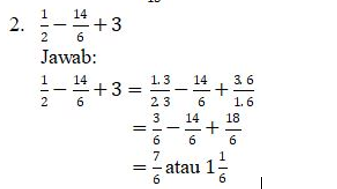 2. 1/2 − 14/6 + 3
Jawab:
1/2 − 14/6 + 3 = 1.3/2 3 − 14/6 + 3.6/1.6
= 3/6 − 14/6 + 18/6
= 7/6 atau 1 1/6